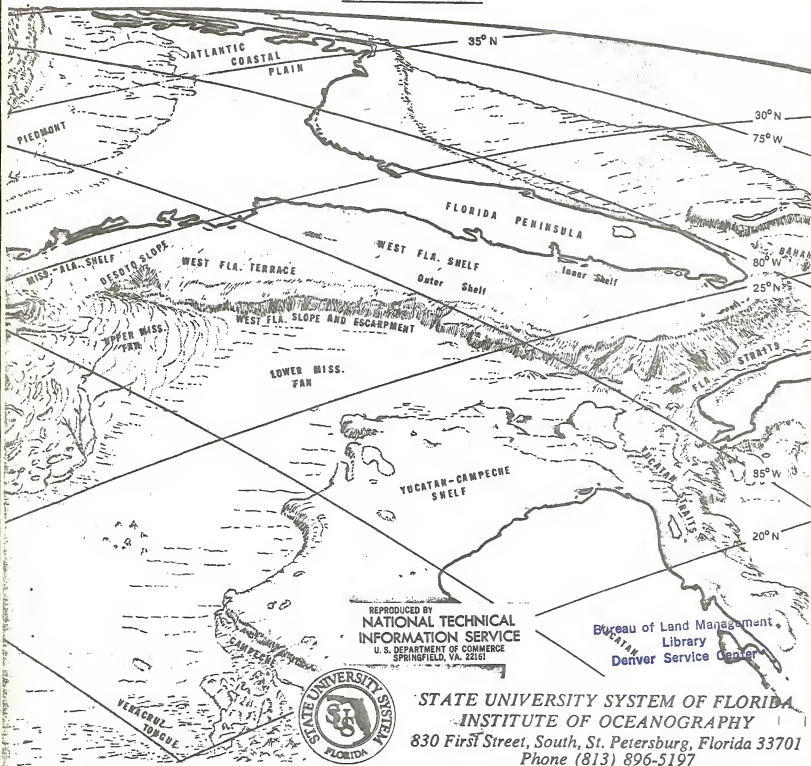 35° N
ATLANTIC
COASTAL
PLAIN
30° N
75° W
PIEDMONT
FLORIDA PENINSULA
WEST FLA. SHELF
Outer Shelf
Inner Shelf
80° W
BAHAM
25° N
MISS-ALA. SHELF
DESOTO SLOPE
WEST FLA. TERRACE
WEST FLA. SLOPE AND ESCARPMENT
UPPER MISS.
FAN
LOWER MISS.
FAN
FLA. STRAITS
YUCATAN-CAMPECHE
SHELF
YUCATAN STRAITS
85° W
20° N
REPRODUCED BY
NATIONAL TECHNICAL
INFORMATION SERVICE
U. S. DEPARTMENT OF COMMERCE
SPRINGFIELD, VA. 22161
YUCATAN
Bureau of Land Management
Library
Denver Service Center
CAMPECHE
VERACRUZ
TONGUE
STATE UNIVERSITY SYSTEM
SUS
FLORIDA
STATE UNIVERSITY SYSTEM OF FLORIDA
INSTITUTE OF OCEANOGRAPHY
830 First Street, South, St. Petersburg, Florida 33701
Phone (813) 896-5197